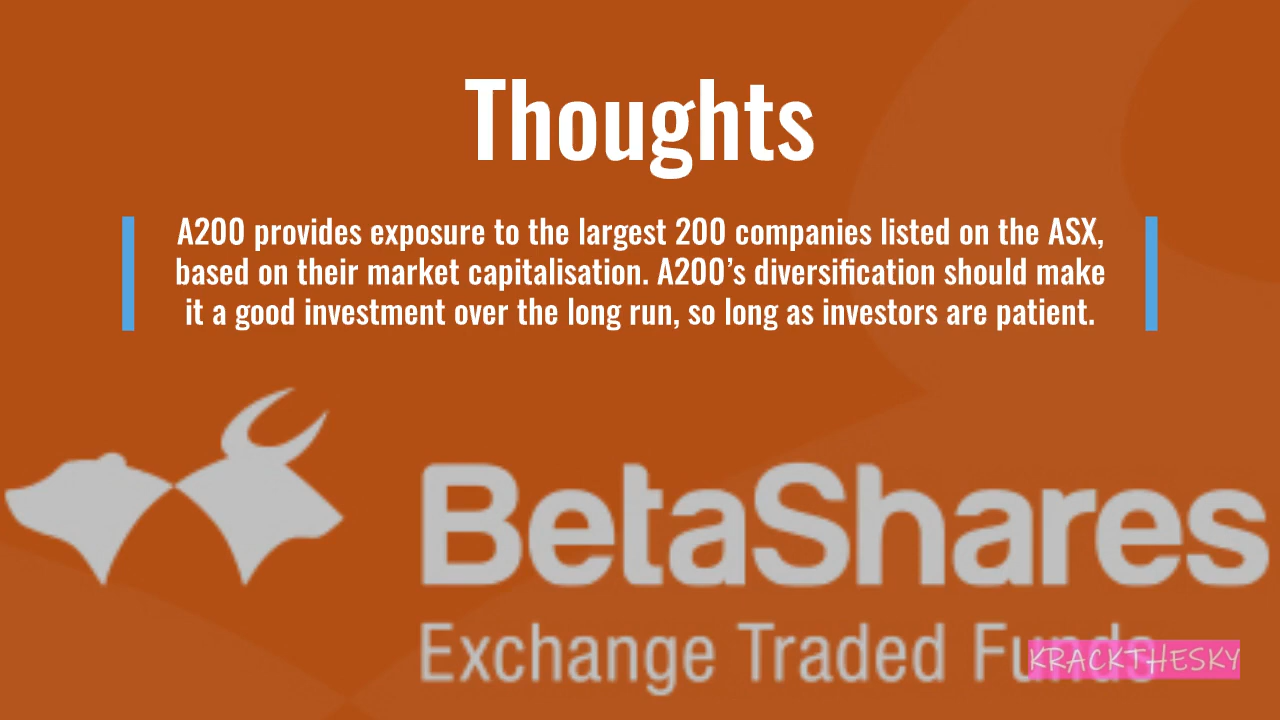 Thoughts
A200 provides exposure to the largest 200 companies listed on the ASX,
based on their market capitalisation. A200’s diversification should make
it a good investment over the long run, so long as investors are patient.
BetaShares
Exchange Traded Funds
KRACKTHESKY